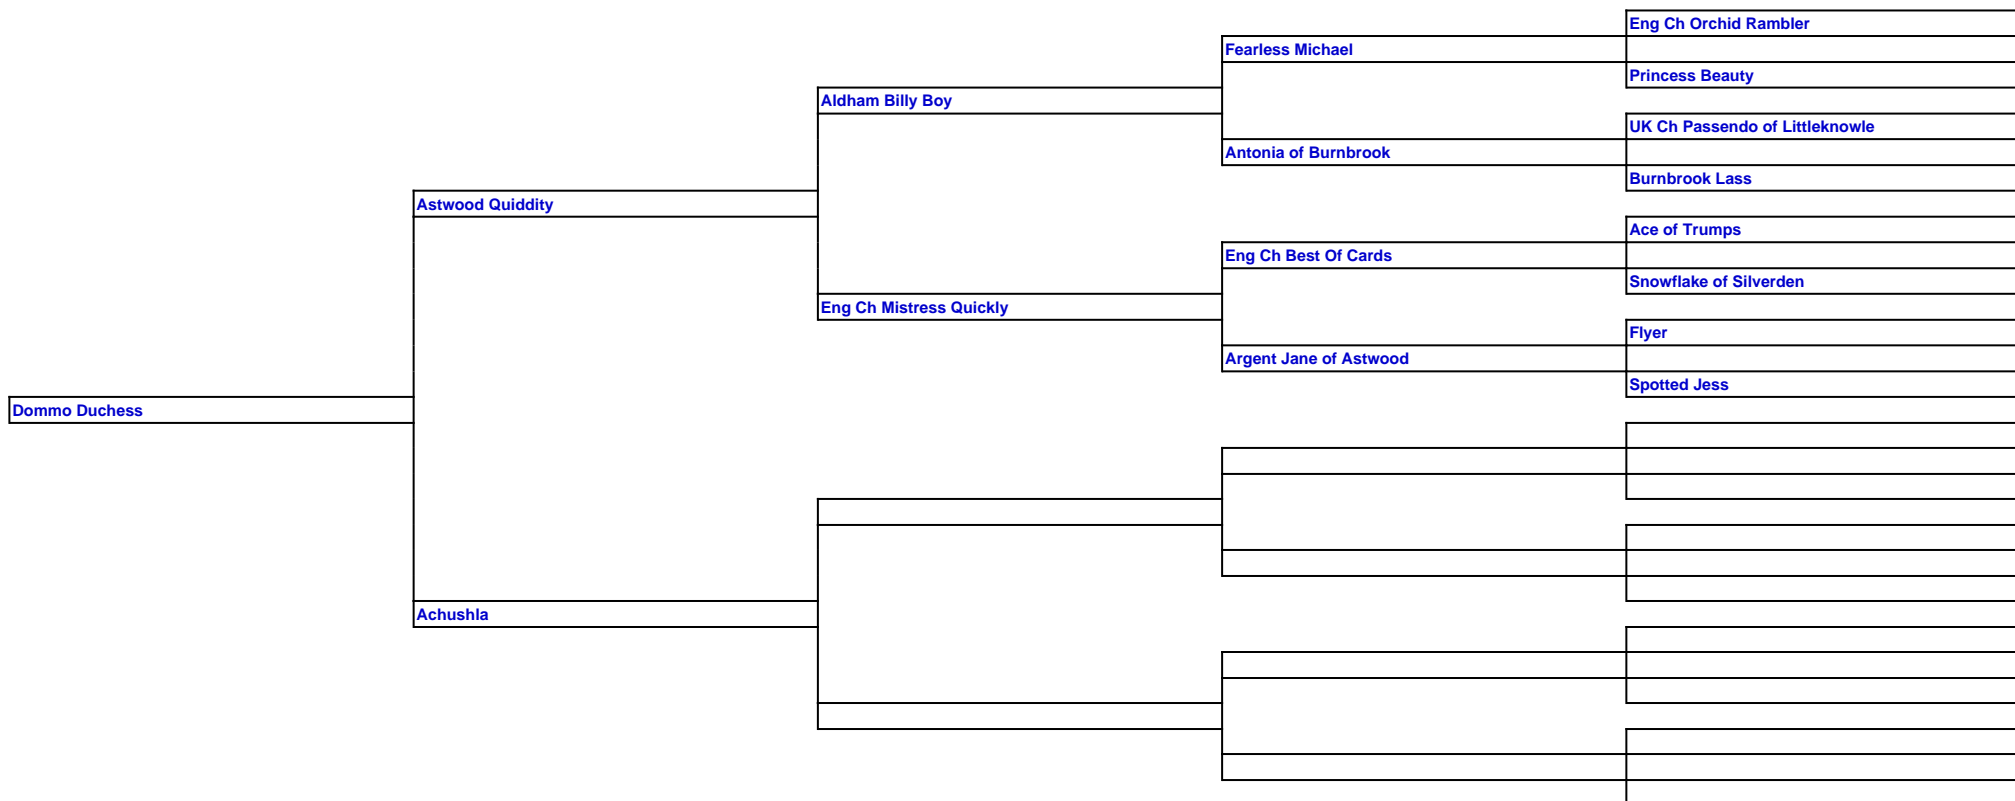 Eng Ch Orchid Rambler
Fearless Michael
Princess Beauty
Aldham Billy Boy
UK Ch Passendo of Littleknowle
Antonia of Burnbrook
Burnbrook Lass
Astwood Quiddity
Ace of Trumps
Eng Ch Best Of Cards
Snowflake of Silverden
Eng Ch Mistress Quickly
Flyer
Argent Jane of Astwood
Spotted Jess
Dommo Duchess
Achushla